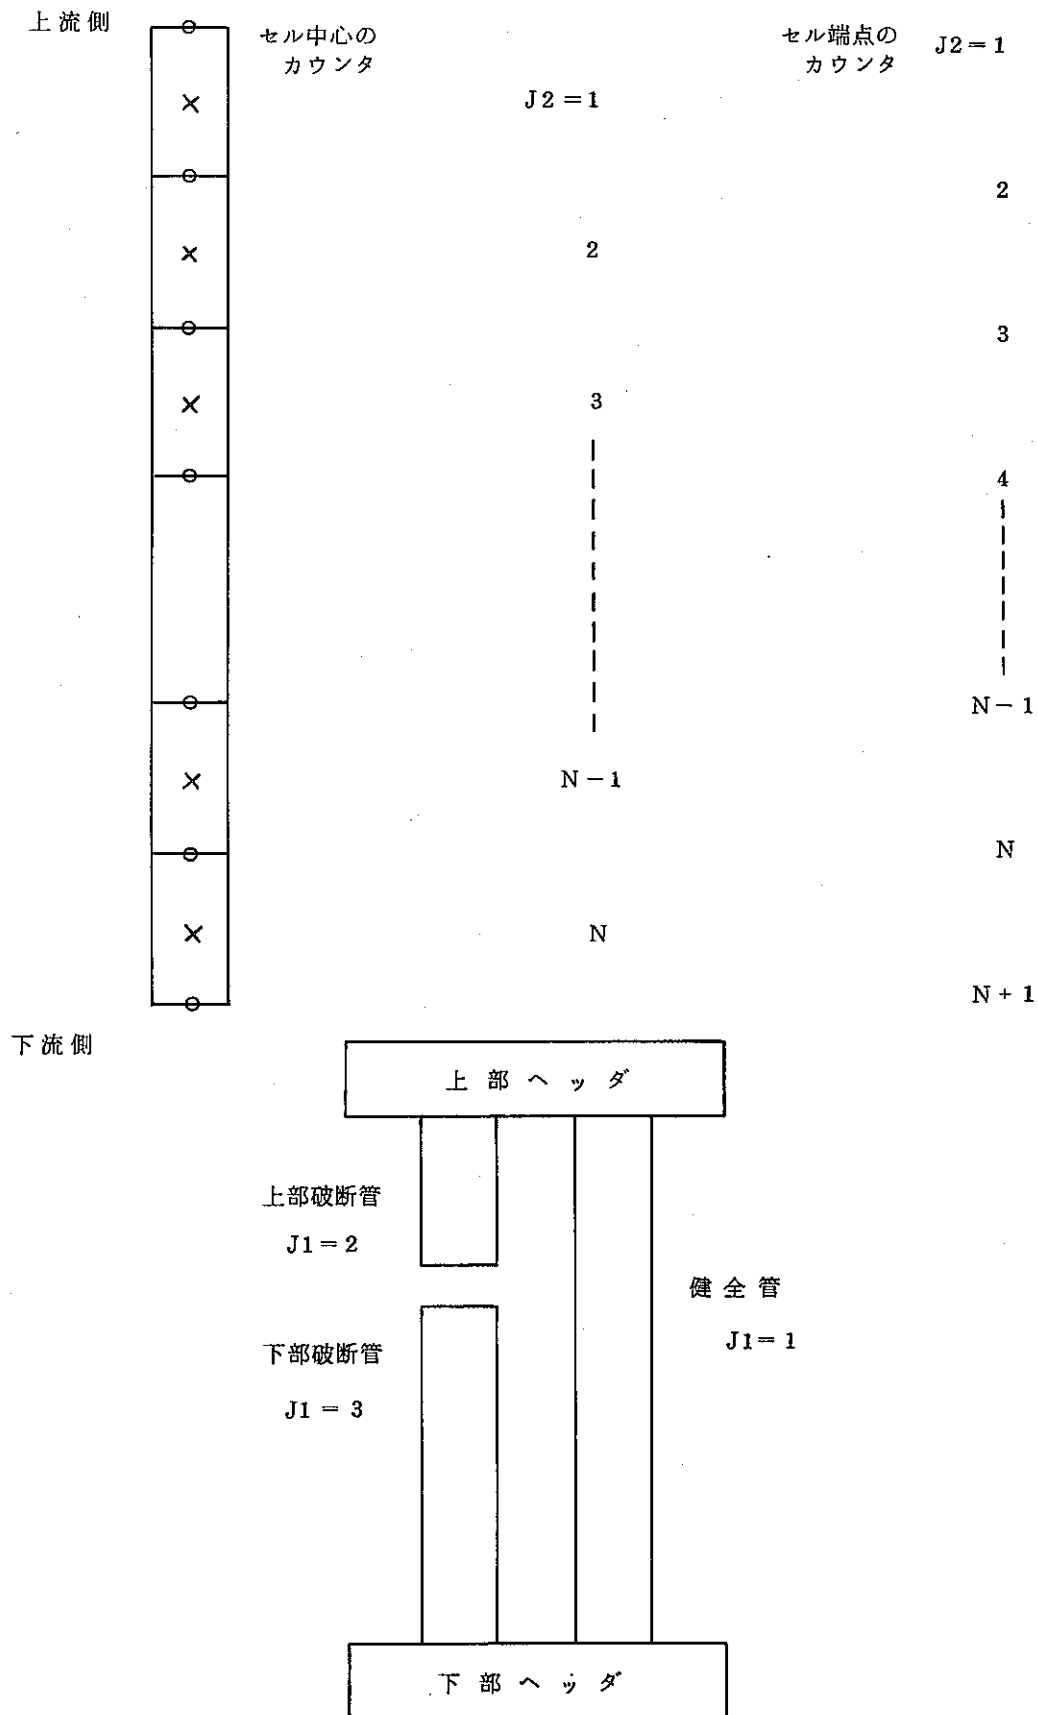 上流側
セル中心の
カウンタ
セル端点の
カウンタ
J2=1
J2=1
2
2
3
3
4
N-1
N-1
N
N
N+1
下流側
上部ヘッダ
上部破断管
J1=2
健全管
J1=1
下部破断管
J1=3
下部ヘッダ